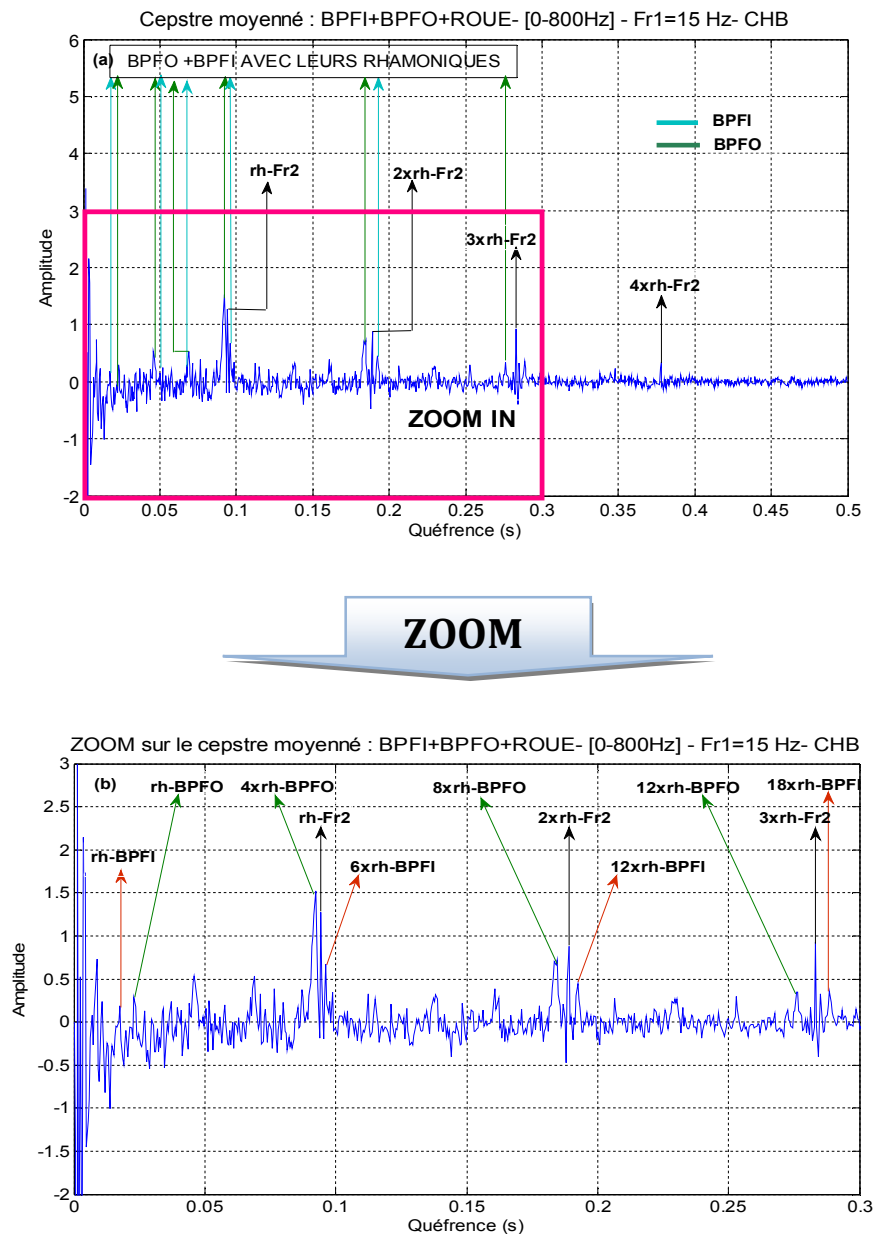 Cepstre moyenné : BPFI+BPFO+ROUE- [0-800Hz] - Fr1=15 Hz- CHB
6
(a) BPFO +BPFI AVEC LEURS RHAMONIQUES
5
BPFI
4
BPFO
rh-Fr2
2xrh-Fr2
3
3xrh-Fr2
2
4xrh-Fr2
1
0
ZOOM IN
-1
-2
Amplitude
0 0.05 0.1 0.15 0.2 0.25 0.3 0.35 0.4 0.45 0.5
Quéfrence (s)
ZOOM
ZOOM sur le cepstre moyenné : BPFI+BPFO+ROUE- [0-800Hz] - Fr1=15 Hz- CHB
3
(b) rh-BPFO 4xrh-BPFO 8xrh-BPFO 12xrh-BPFO 18xrh-BPFI
2.5
rh-Fr2 2xrh-Fr2 3xrh-Fr2
2
rh-BPFI 6xrh-BPFI 12xrh-BPFI
1.5
1
0.5
0
-0.5
-1
-1.5
-2
Amplitude
0 0.05 0.1 0.15 0.2 0.25 0.3
Quéfrence (s)